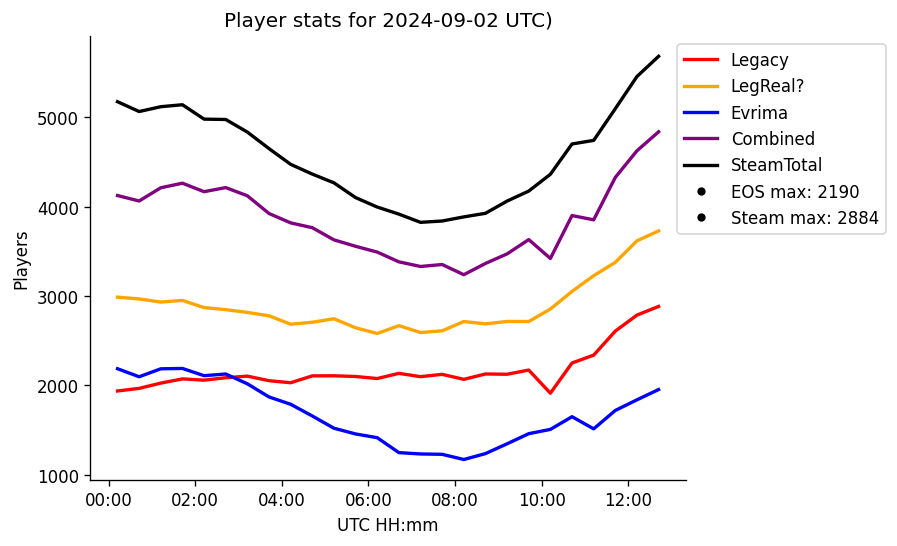 Player stats for 2024-09-02 UTC)
Legacy
LegReal?
Evrima
Combined
SteamTotal
EOS max: 2190
Steam max: 2884
Players
5000
4000
3000
2000
1000
00:00 02:00 04:00 06:00 08:00 10:00 12:00
UTC HH:mm